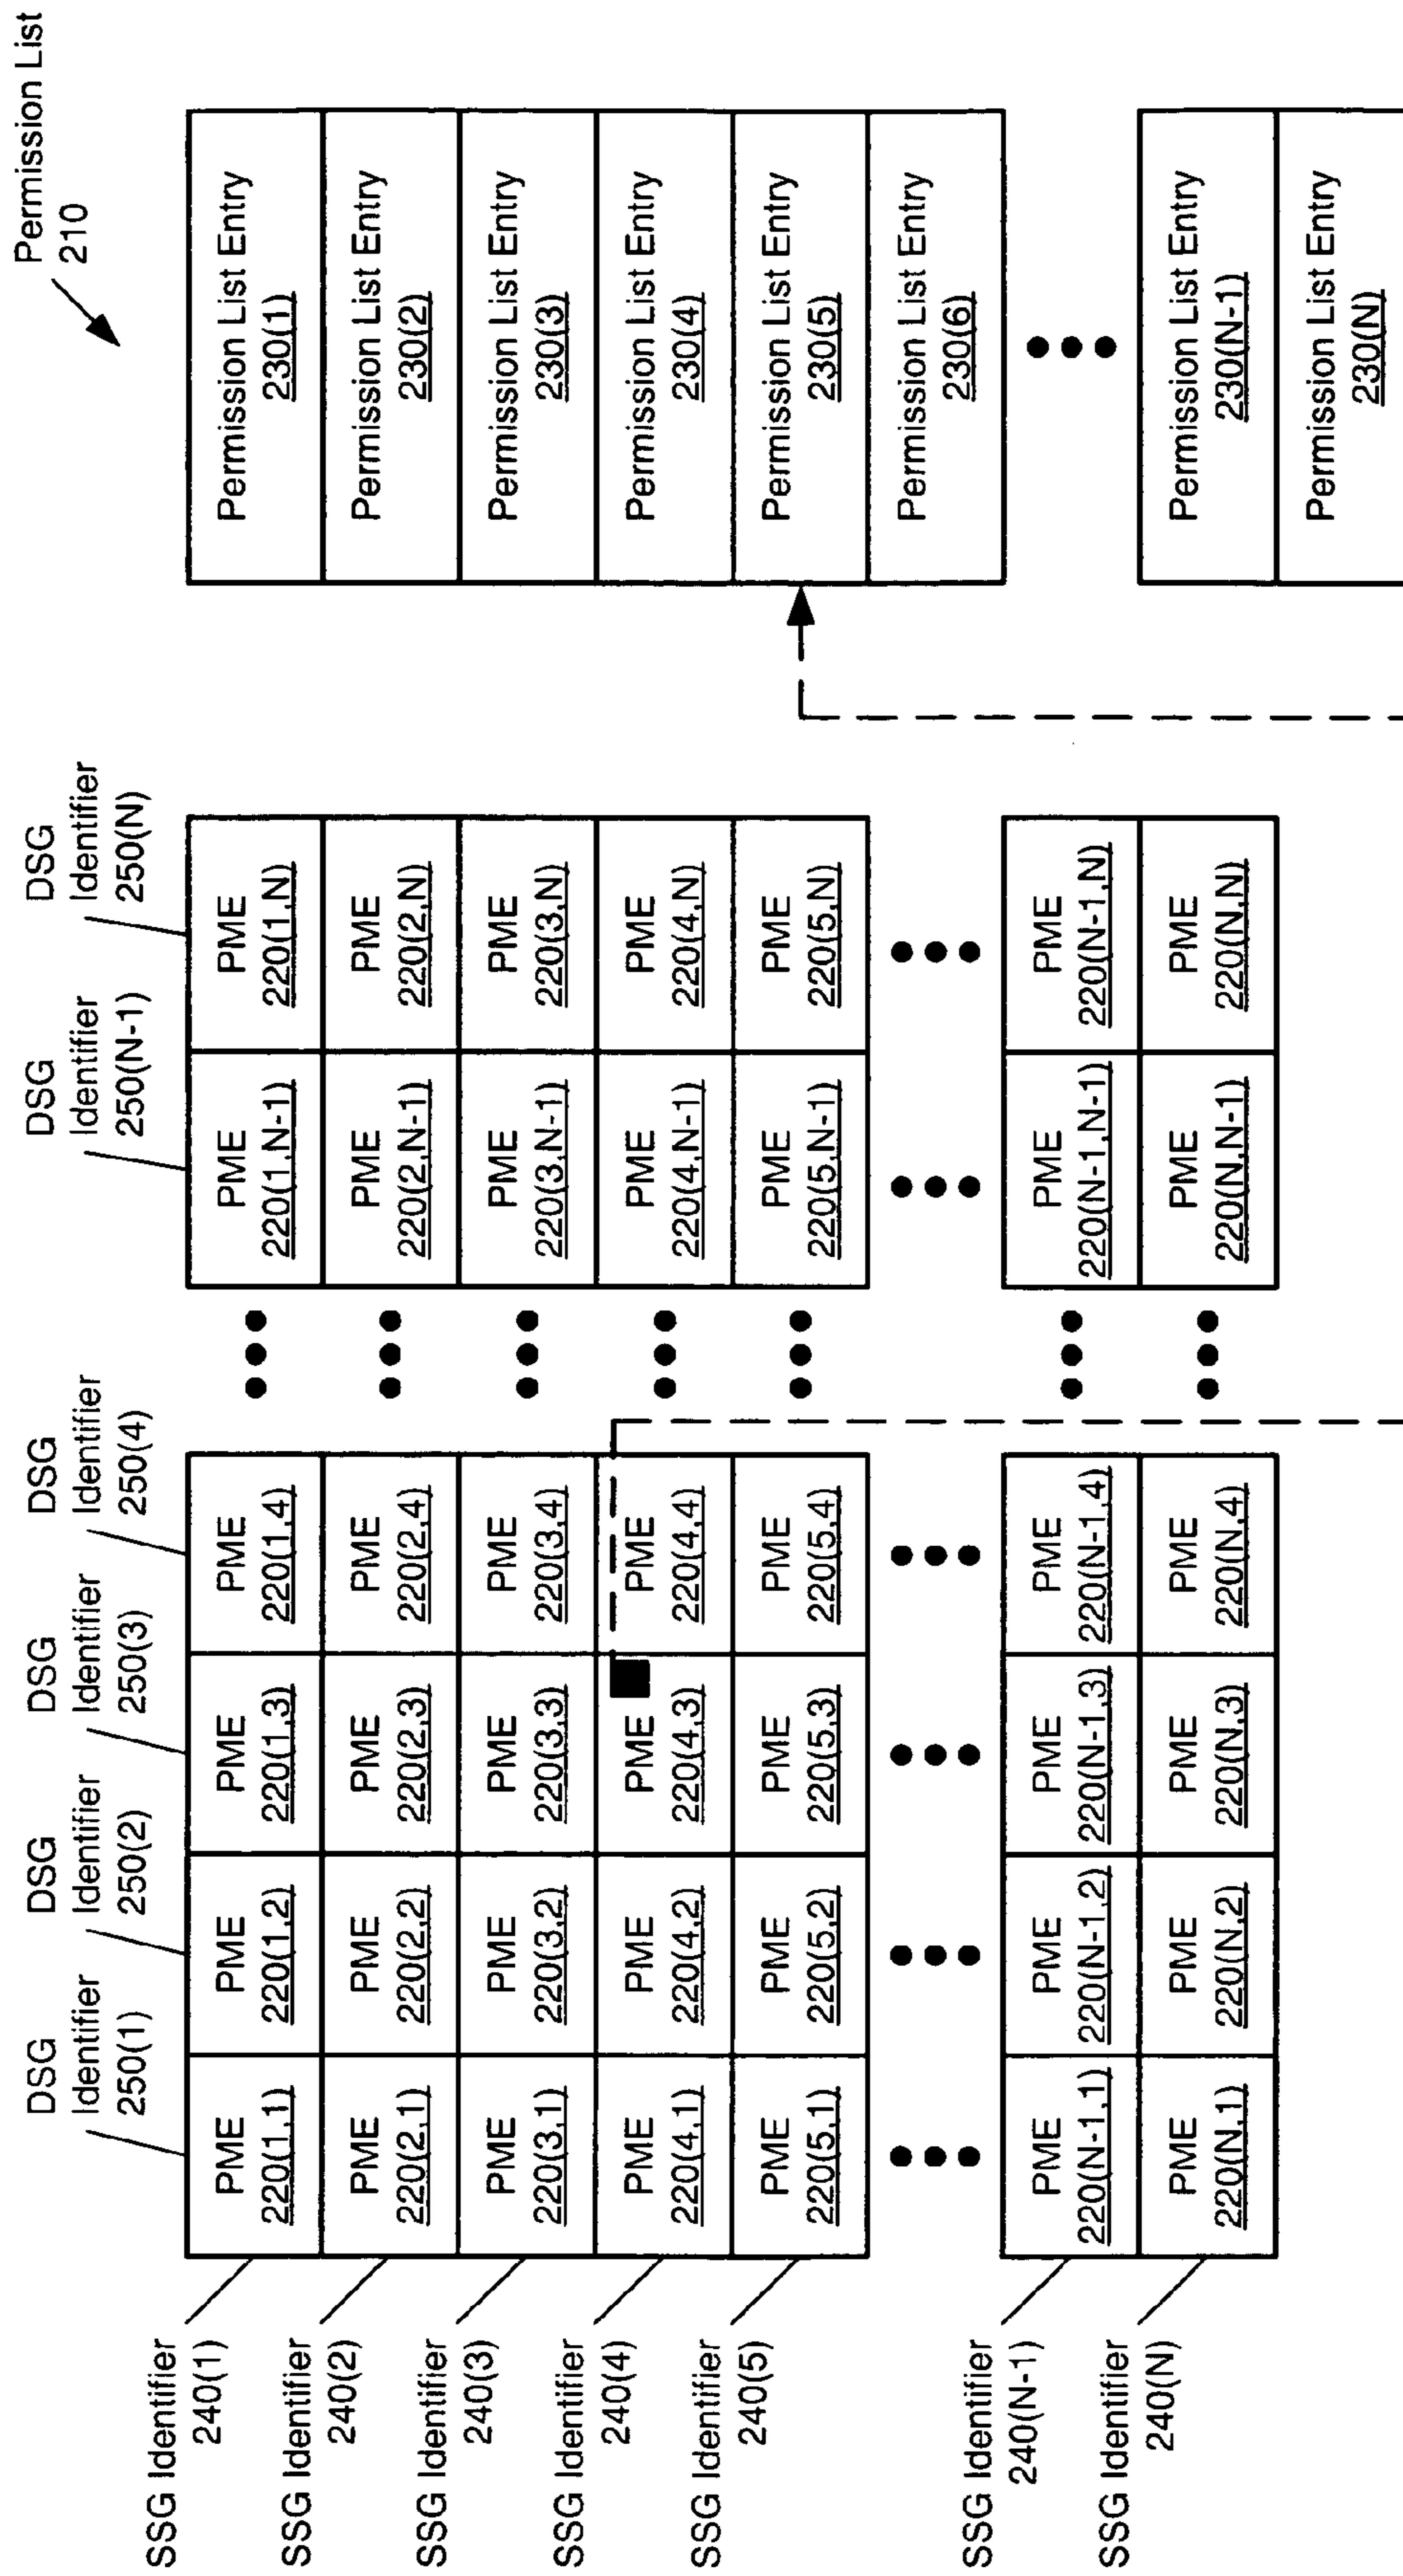 Permission List
210
DSG
Identifier
250(1)
DSG
Identifier
250(2)
DSG
Identifier
250(3)
DSG
Identifier
250(4)
DSG
Identifier
250(N-1)
DSG
Identifier
250(N)
SSG Identifier
240(1)
PME
220(1,1)
PME
220(1,2)
PME
220(1,3)
PME
220(1,4)
PME
220(1,N-1)
PME
220(1,N)
Permission List Entry
230(1)
SSG Identifier
240(2)
PME
220(2,1)
PME
220(2,2)
PME
220(2,3)
PME
220(2,4)
PME
220(2,N-1)
PME
220(2,N)
Permission List Entry
230(2)
SSG Identifier
240(3)
PME
220(3,1)
PME
220(3,2)
PME
220(3,3)
PME
220(3,4)
PME
220(3,N-1)
PME
220(3,N)
Permission List Entry
230(3)
SSG Identifier
240(4)
PME
220(4,1)
PME
220(4,2)
PME
220(4,3)
PME
220(4,4)
PME
220(4,N-1)
PME
220(4,N)
Permission List Entry
230(4)
SSG Identifier
240(5)
PME
220(5,1)
PME
220(5,2)
PME
220(5,3)
PME
220(5,4)
PME
220(5,N-1)
PME
220(5,N)
Permission List Entry
230(5)
Permission List Entry
230(6)
SSG Identifier
240(N-1)
PME
220(N-1,1)
PME
220(N-1,2)
PME
220(N-1,3)
PME
220(N-1,4)
PME
220(N-1,N-1)
PME
220(N-1,N)
Permission List Entry
230(N-1)
SSG Identifier
240(N)
PME
220(N,1)
PME
220(N,2)
PME
220(N,3)
PME
220(N,4)
PME
220(N,N-1)
PME
220(N,N)
Permission List Entry
230(N)